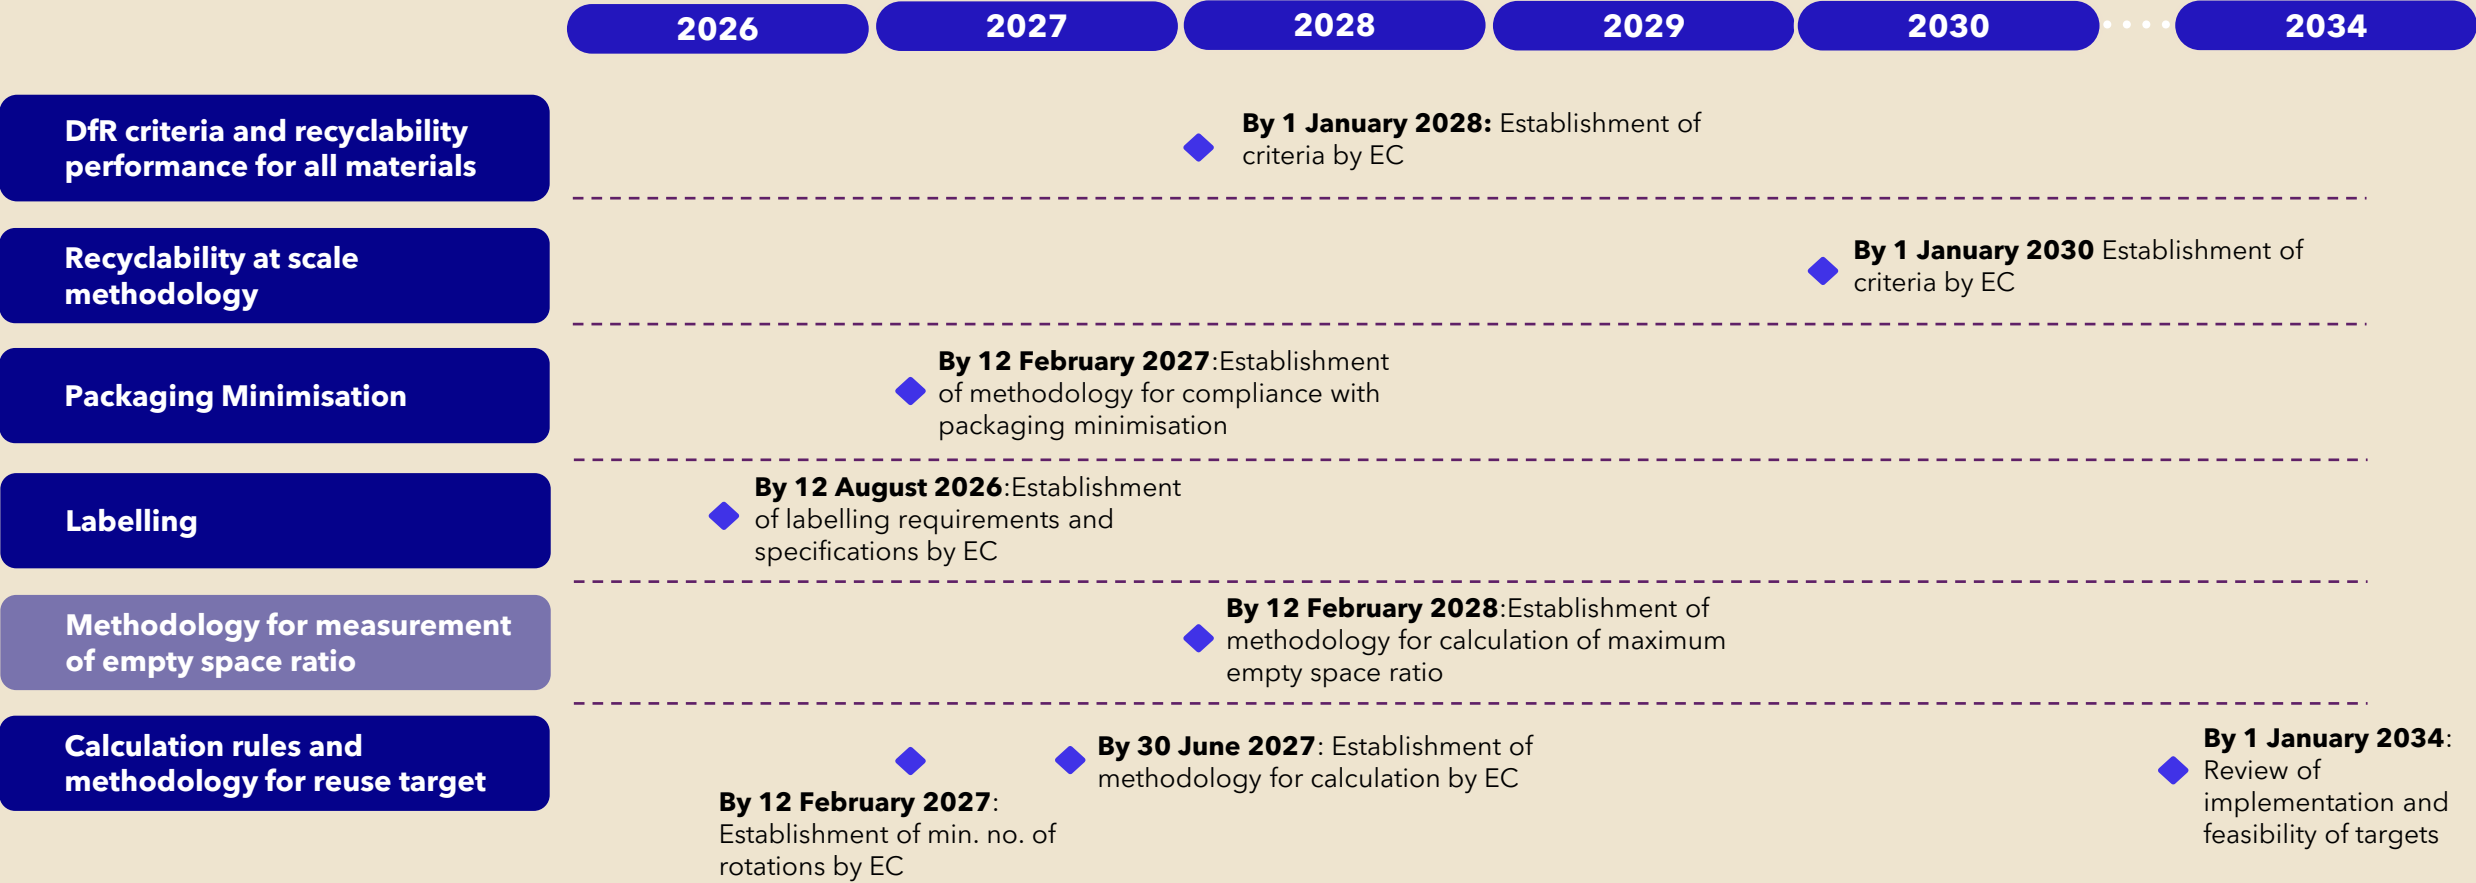 2026
2027
2028
2029
2030
2034
DfR criteria and recyclability
performance for all materials
By 1 January 2028: Establishment of
criteria by EC
Recyclability at scale
methodology
By 1 January 2030 Establishment of
criteria by EC
Packaging Minimisation
By 12 February 2027:Establishment
of methodology for compliance with
packaging minimisation
Labelling
By 12 August 2026:Establishment
of labelling requirements and
specifications by EC
Methodology for measurement
of empty space ratio
By 12 February 2028:Establishment of
methodology for calculation of maximum
empty space ratio
Calculation rules and
methodology for reuse target
By 12 February 2027:
Establishment of min. no. of
rotations by EC
By 30 June 2027: Establishment of
methodology for calculation by EC
By 1 January 2034:
Review of
implementation and
feasibility of targets